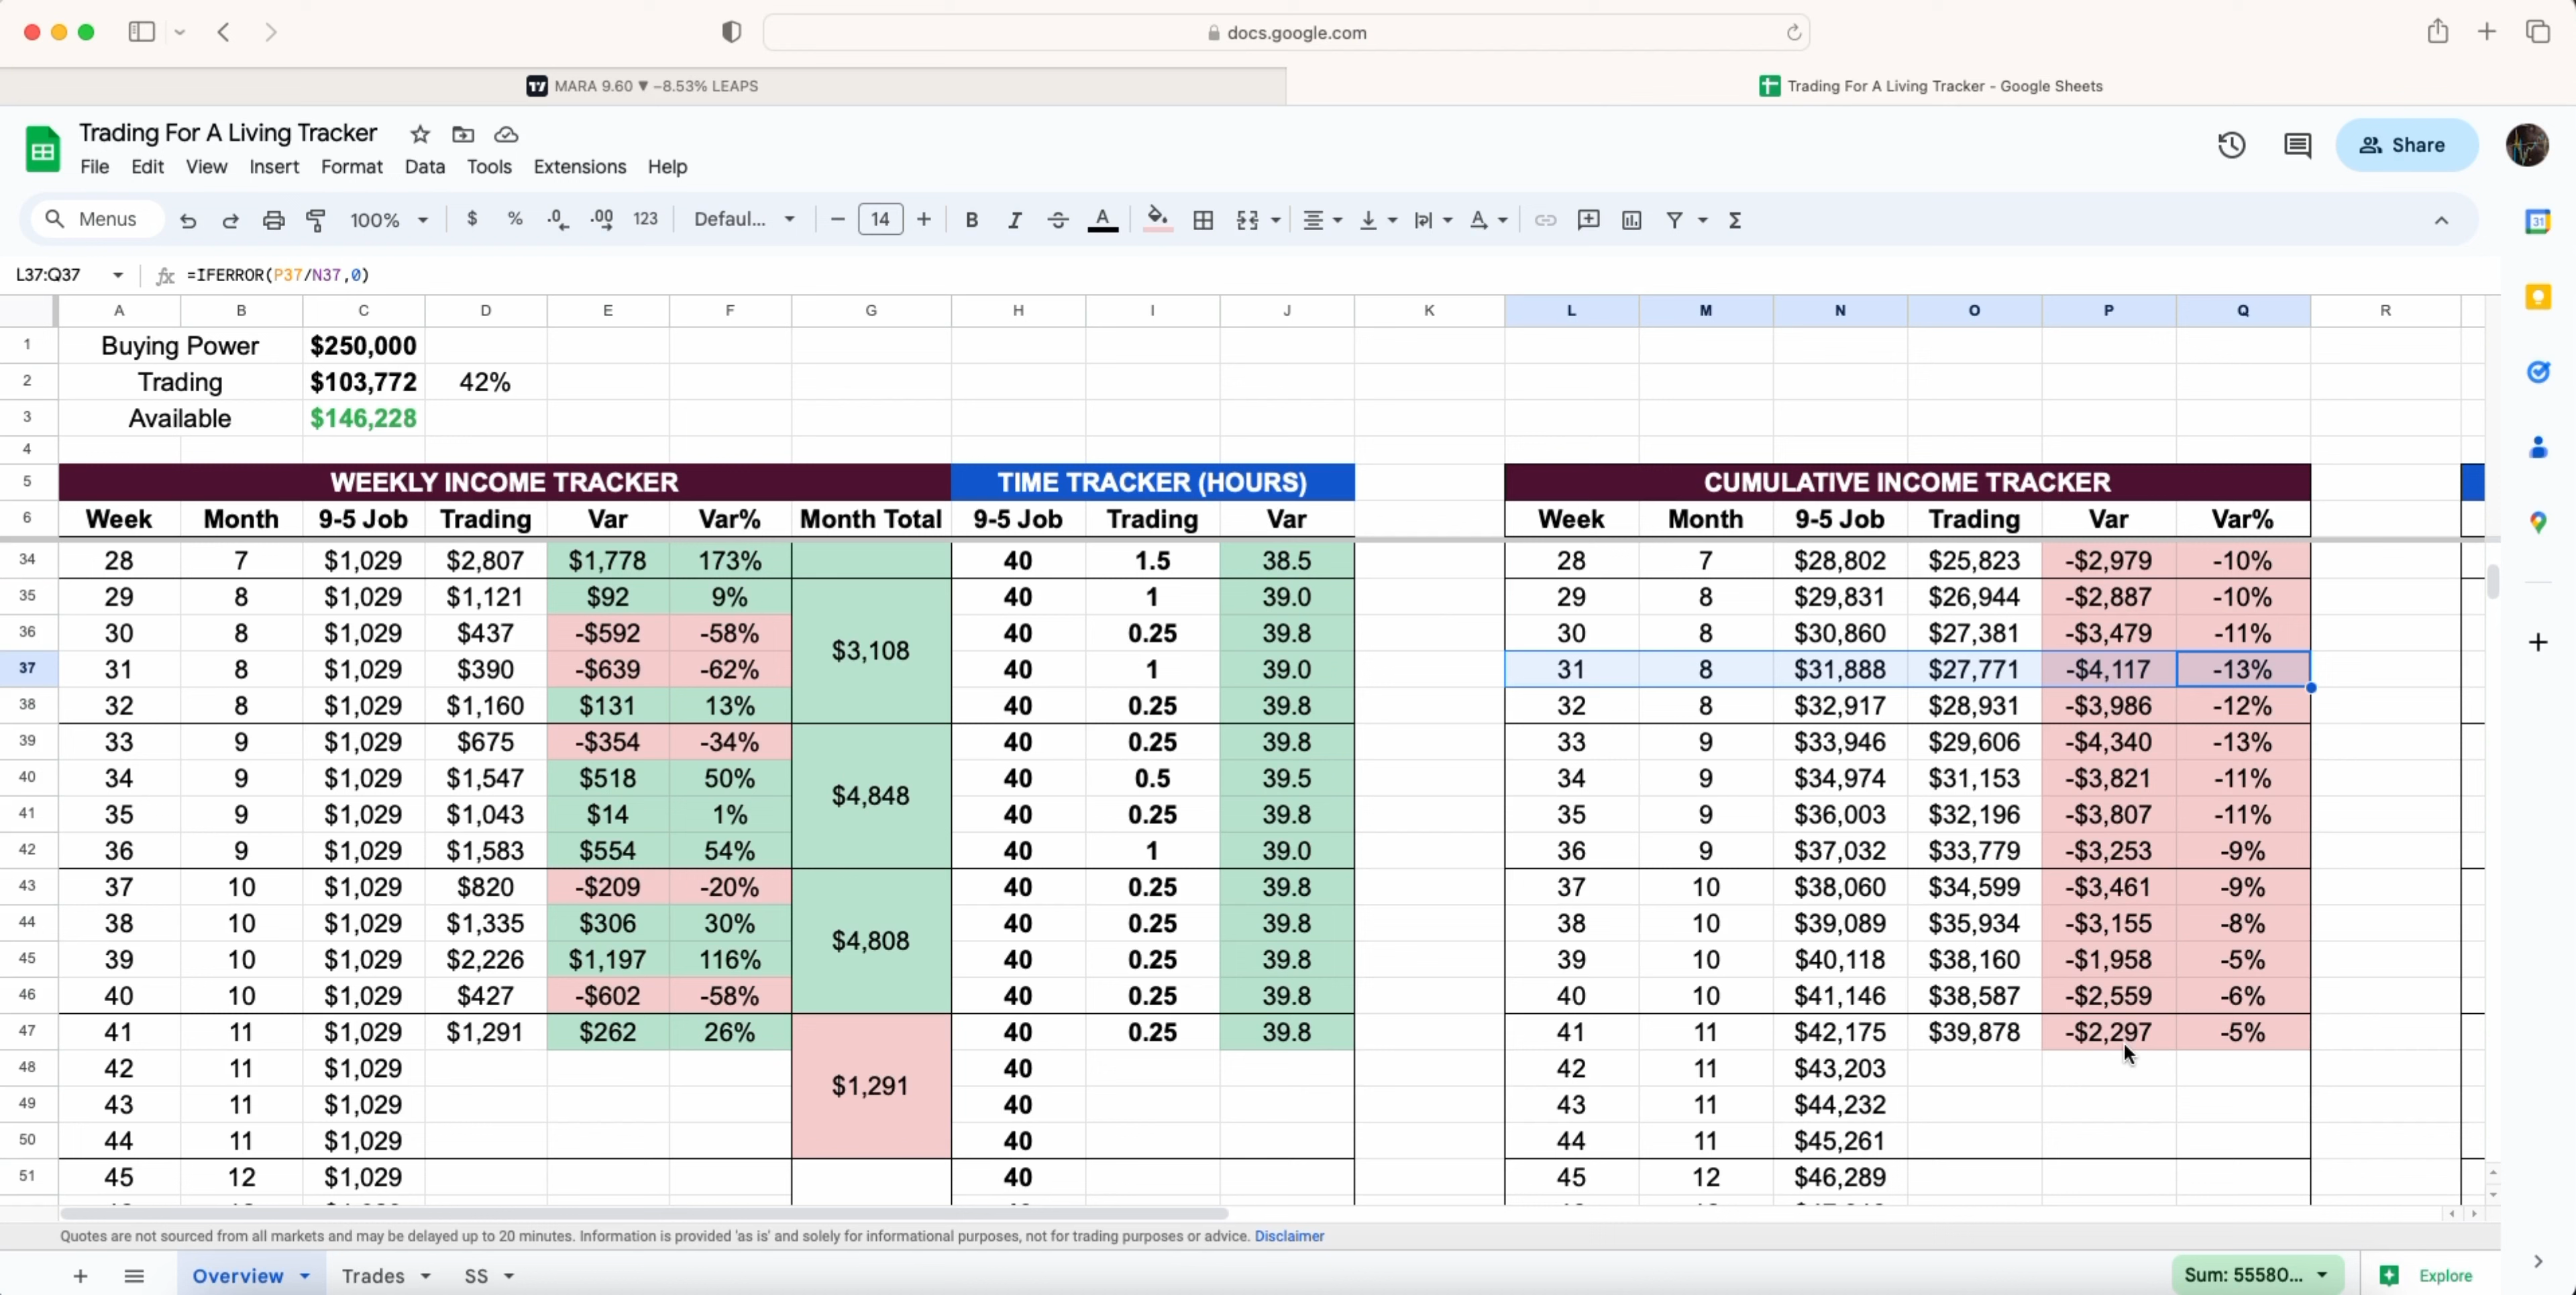 docs.google.com
MARA 9.60 ▼ −8.53% LEAPS
Trading For A Living Tracker - Google Sheets
Trading For A Living Tracker
File Edit View Insert Format Data Tools Extensions Help
Share
Menus 100% $ % .0 .00 123 Defaul... − 14 + B I S A Σ
L37:Q37 fx =IFERROR(P37/N37,0)
A B C D E F G H I J K L M N O P Q R
1 Buying Power $250,000
2 Trading $103,772 42%
3 Available $146,228
4
5 WEEKLY INCOME TRACKER TIME TRACKER (HOURS) CUMULATIVE INCOME TRACKER
6 Week Month 9-5 Job Trading Var Var% Month Total 9-5 Job Trading Var Week Month 9-5 Job Trading Var Var%
34 28 7 $1,029 $2,807 $1,778 173% 40 1.5 38.5 28 7 $28,802 $25,823 -$2,979 -10%
35 29 8 $1,029 $1,121 $92 9% 40 1 39.0 29 8 $29,831 $26,944 -$2,887 -10%
36 30 8 $1,029 $437 -$592 -58% $3,108 40 0.25 39.8 30 8 $30,860 $27,381 -$3,479 -11%
37 31 8 $1,029 $390 -$639 -62% 40 1 39.0 31 8 $31,888 $27,771 -$4,117 -13%
38 32 8 $1,029 $1,160 $131 13% 40 0.25 39.8 32 8 $32,917 $28,931 -$3,986 -12%
39 33 9 $1,029 $675 -$354 -34% 40 0.25 39.8 33 9 $33,946 $29,606 -$4,340 -13%
40 34 9 $1,029 $1,547 $518 50% $4,848 40 0.5 39.5 34 9 $34,974 $31,153 -$3,821 -11%
41 35 9 $1,029 $1,043 $14 1% 40 0.25 39.8 35 9 $36,003 $32,196 -$3,807 -11%
42 36 9 $1,029 $1,583 $554 54% 40 1 39.0 36 9 $37,032 $33,779 -$3,253 -9%
43 37 10 $1,029 $820 -$209 -20% 40 0.25 39.8 37 10 $38,060 $34,599 -$3,461 -9%
44 38 10 $1,029 $1,335 $306 30% $4,808 40 0.25 39.8 38 10 $39,089 $35,934 -$3,155 -8%
45 39 10 $1,029 $2,226 $1,197 116% 40 0.25 39.8 39 10 $40,118 $38,160 -$1,958 -5%
46 40 10 $1,029 $427 -$602 -58% 40 0.25 39.8 40 10 $41,146 $38,587 -$2,559 -6%
47 41 11 $1,029 $1,291 $262 26% 40 0.25 39.8 41 11 $42,175 $39,878 -$2,297 -5%
48 42 11 $1,029 $1,291 40 42 11 $43,203
49 43 11 $1,029 40 43 11 $44,232
50 44 11 $1,029 40 44 11 $45,261
51 45 12 $1,029 40 45 12 $46,289
Quotes are not sourced from all markets and may be delayed up to 20 minutes. Information is provided 'as is' and solely for informational purposes, not for trading purposes or advice. Disclaimer
Overview Trades SS Sum: 55580... Explore